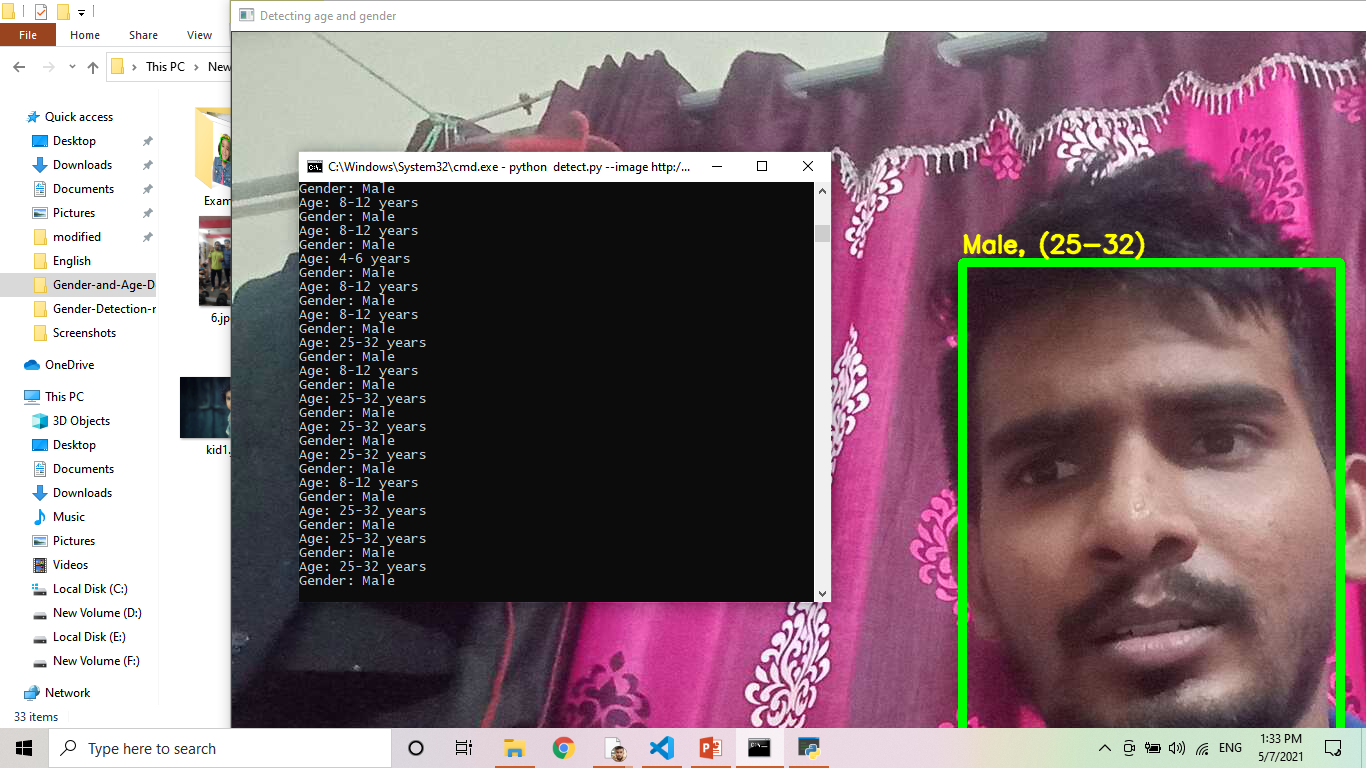 File
Home
Share
View
This PC
New
Quick access
Desktop
Downloads
Documents
Pictures
modified
English
Gender-and-Age-D
Gender-Detection-r
Screenshots
OneDrive
This PC
3D Objects
Desktop
Documents
Downloads
Music
Pictures
Videos
Local Disk (C:)
New Volume (D:)
Local Disk (E:)
New Volume (F:)
Network
33 items
Exam
6.jp
kid1.
Detecting age and gender
C:\Windows\System32\cmd.exe - python  detect.py --image http:/...
Gender: Male
Age: 8-12 years
Gender: Male
Age: 8-12 years
Gender: Male
Age: 4-6 years
Gender: Male
Age: 8-12 years
Gender: Male
Age: 8-12 years
Gender: Male
Age: 25-32 years
Gender: Male
Age: 8-12 years
Gender: Male
Age: 25-32 years
Gender: Male
Age: 25-32 years
Gender: Male
Age: 25-32 years
Gender: Male
Age: 8-12 years
Gender: Male
Age: 25-32 years
Gender: Male
Age: 25-32 years
Gender: Male
Age: 25-32 years
Gender: Male
Male, (25-32)
Type here to search
ENG
1:33 PM
5/7/2021